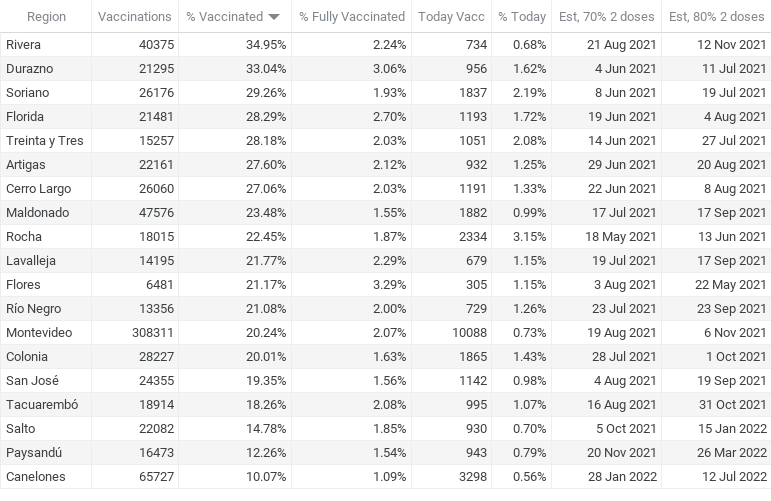 Region Vaccinations % Vaccinated % Fully Vaccinated Today Vacc % Today Est, 70% 2 doses Est, 80% 2 doses
Rivera 40375 34.95% 2.24% 734 0.68% 21 Aug 2021 12 Nov 2021
Durazno 21295 33.04% 3.06% 956 1.62% 4 Jun 2021 11 Jul 2021
Soriano 26176 29.26% 1.93% 1837 2.19% 8 Jun 2021 19 Jul 2021
Florida 21481 28.29% 2.70% 1193 1.72% 19 Jun 2021 4 Aug 2021
Treinta y Tres 15257 28.18% 2.03% 1051 2.08% 14 Jun 2021 27 Jul 2021
Artigas 22161 27.60% 2.12% 932 1.25% 29 Jun 2021 20 Aug 2021
Cerro Largo 26060 27.06% 2.03% 1191 1.33% 22 Jun 2021 8 Aug 2021
Maldonado 47576 23.48% 1.55% 1882 0.99% 17 Jul 2021 17 Sep 2021
Rocha 18015 22.45% 1.87% 2334 3.15% 18 May 2021 13 Jun 2021
Lavalleja 14195 21.77% 2.29% 679 1.15% 19 Jul 2021 17 Sep 2021
Flores 6481 21.17% 3.29% 305 1.15% 3 Aug 2021 22 May 2021
Río Negro 13356 21.08% 2.00% 729 1.26% 23 Jul 2021 23 Sep 2021
Montevideo 308311 20.24% 2.07% 10088 0.73% 19 Aug 2021 6 Nov 2021
Colonia 28227 20.01% 1.63% 1865 1.43% 28 Jul 2021 1 Oct 2021
San José 24355 19.35% 1.56% 1142 0.98% 4 Aug 2021 19 Sep 2021
Tacuarembó 18914 18.26% 2.08% 995 1.07% 16 Aug 2021 31 Oct 2021
Salto 22082 14.78% 1.85% 930 0.70% 5 Oct 2021 15 Jan 2022
Paysandú 16473 12.26% 1.54% 943 0.79% 20 Nov 2021 26 Mar 2022
Canelones 65727 10.07% 1.09% 3298 0.56% 28 Jan 2022 12 Jul 2022